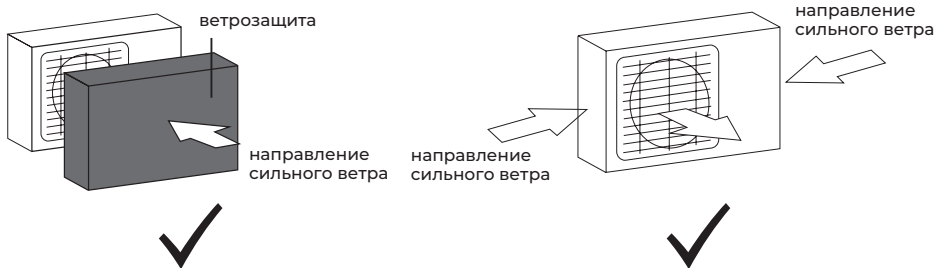 ветрозащита
направление
сильного ветра
направление
сильного ветра
направление
сильного ветра